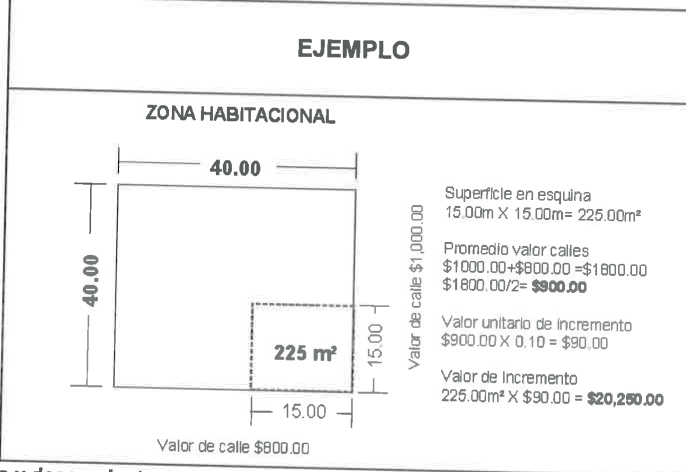 EJEMPLO
ZONA HABITACIONAL
40.00
40.00
225 m²
15.00
15.00
Valor de calle $800.00
Valor de calle $1,000.00
Superficie en esquina
15.00m X 15.00m= 225.00m²
Promedio valor calles
$1000.00+$800.00 =$1800.00
$1800.00/2= $900.00
Valor unitario de incremento
$900.00 X 0.10 = $90.00
Valor de Incremento
225.00m² X $90.00 = $20,250.00